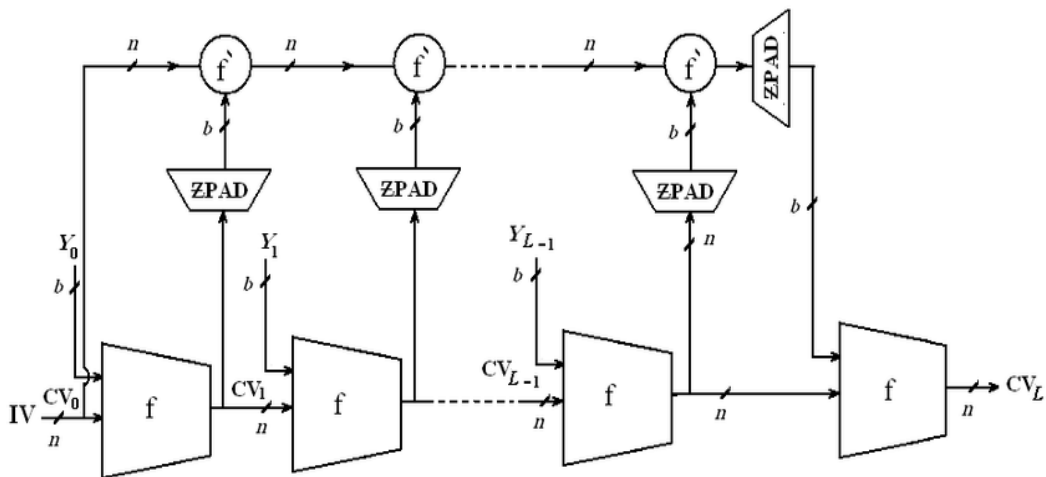 n n n
f′ f′ f′ ZPAD
b b b
ZPAD ZPAD ZPAD
b
Y0 Y1 YL−1 n
b b b
CV0 CV1 CVL−1 CVL
IV f f f f
n n n n n